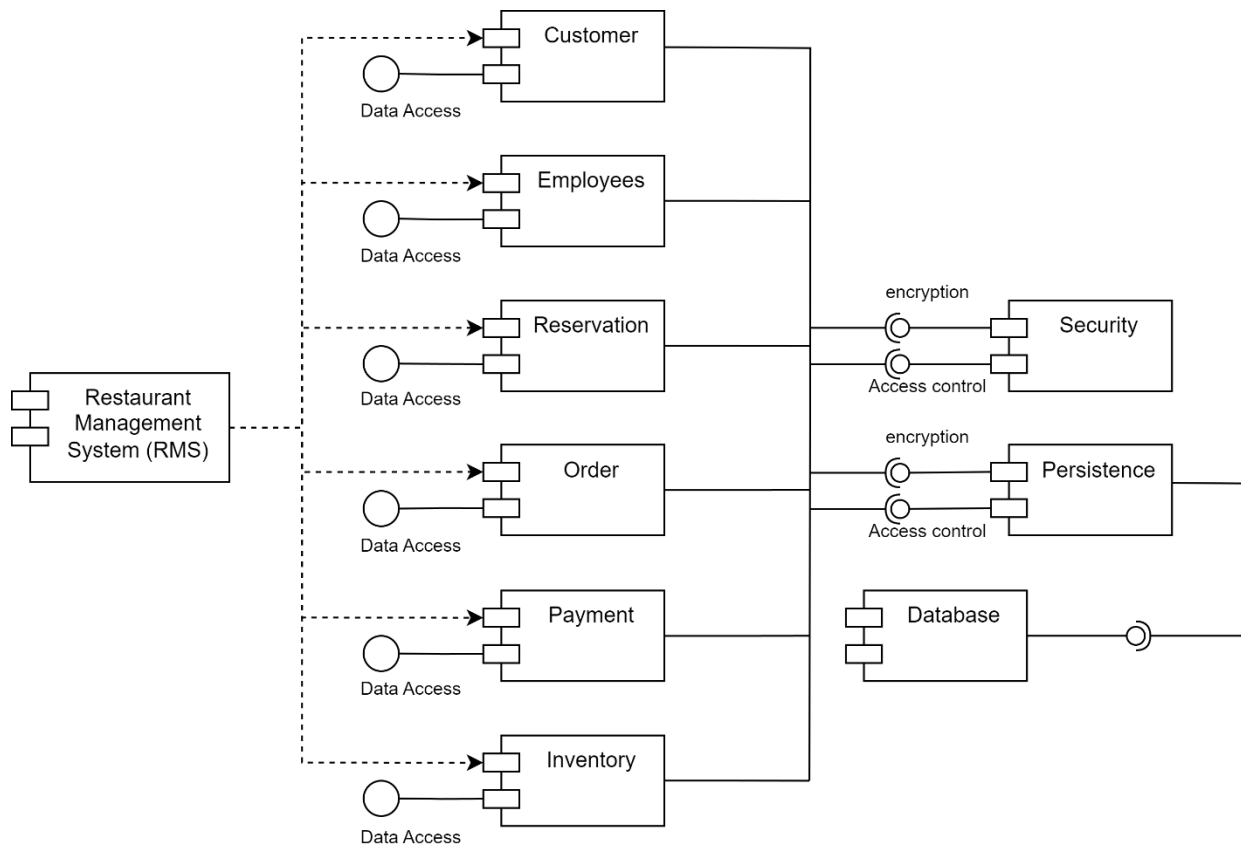 Customer
Data Access
Employees
Data Access
encryption
Reservation
Security
Data Access
Access control
Restaurant
Management
System (RMS)
encryption
Order
Persistence
Data Access
Access control
Payment
Database
Data Access
Inventory
Data Access